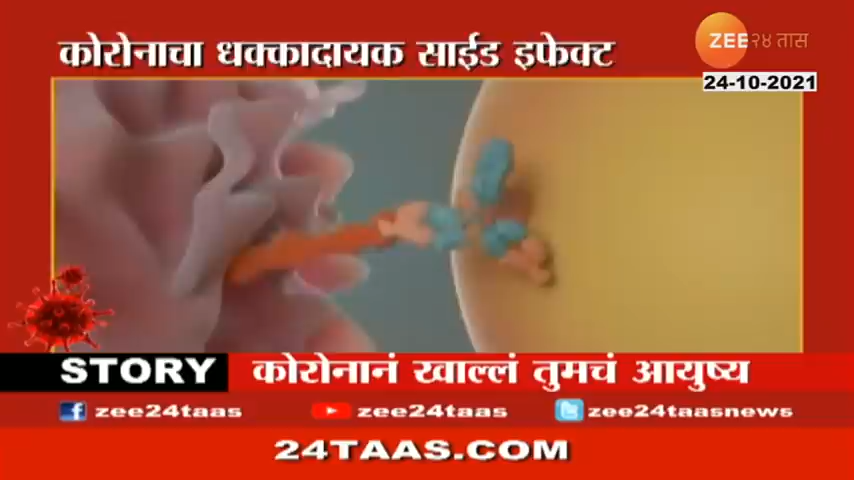 कोरोनाचा धक्कादायक साईड इफेक्ट
ZEE २४ तास
24-10-2021
STORY कोरोनानं खाल्लं तुमचं आयुष्य
zee24taas zee24taas zee24taasnews
24TAAS.COM